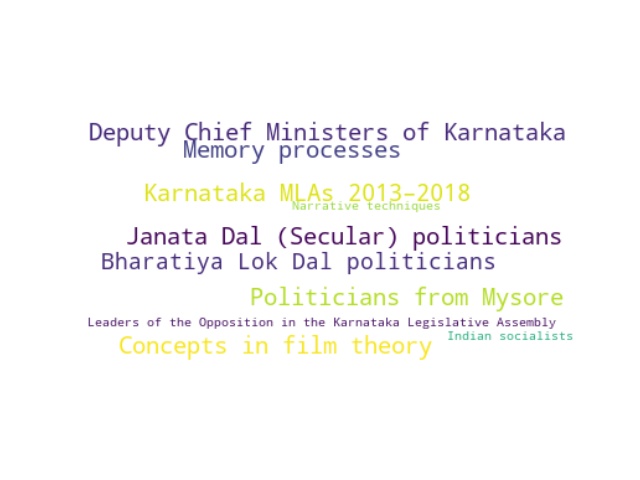 Deputy Chief Ministers of Karnataka
Memory processes
Karnataka MLAs 2013–2018
Narrative techniques
Janata Dal (Secular) politicians
Bharatiya Lok Dal politicians
Politicians from Mysore
Leaders of the Opposition in the Karnataka Legislative Assembly
Indian socialists
Concepts in film theory